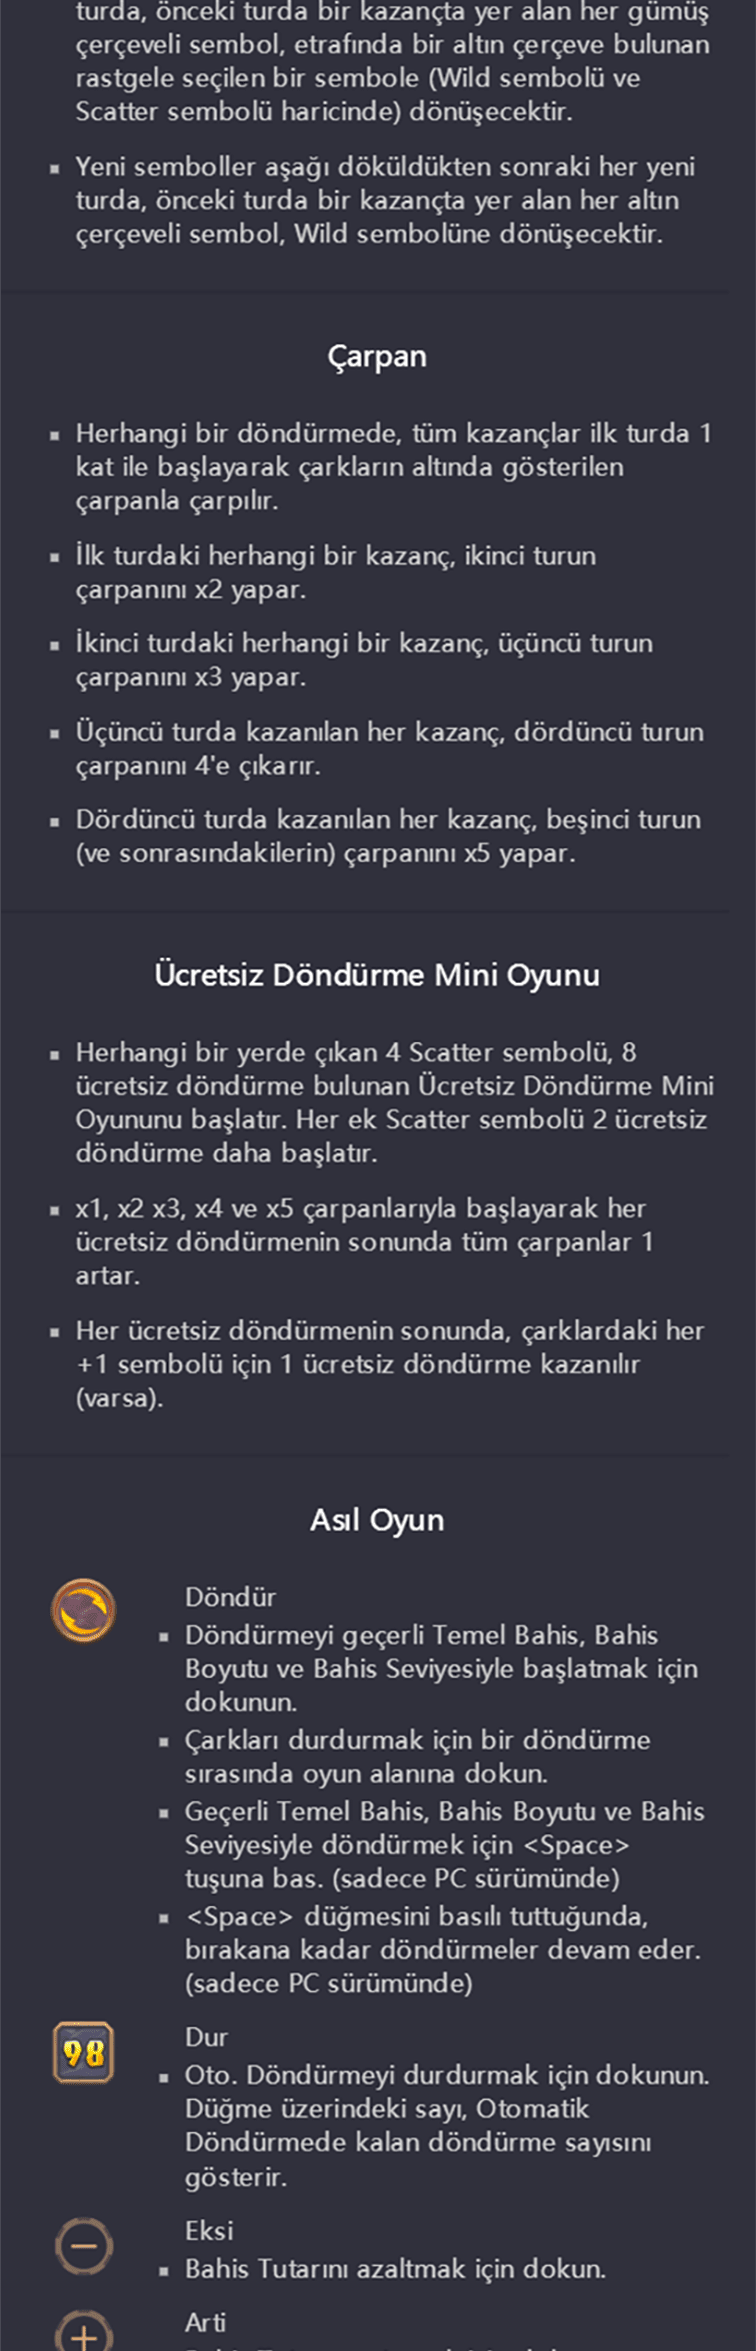 turda, önceki turda bir kazançta yer alan her gümüş
çerçeveli sembol, etrafında bir altın çerçeve bulunan
rastgele seçilen bir sembole (Wild sembolü ve
Scatter sembolü haricinde) dönüşecektir.
▪ Yeni semboller aşağı döküldükten sonraki her yeni
turda, önceki turda bir kazançta yer alan her altın
çerçeveli sembol, Wild sembolüne dönüşecektir.
Çarpan
▪ Herhangi bir döndürmede, tüm kazançlar ilk turda 1
kat ile başlayarak çarkların altında gösterilen
çarpanla çarpılır.
▪ İlk turdaki herhangi bir kazanç, ikinci turun
çarpanını x2 yapar.
▪ İkinci turdaki herhangi bir kazanç, üçüncü turun
çarpanını x3 yapar.
▪ Üçüncü turda kazanılan her kazanç, dördüncü turun
çarpanını 4'e çıkarır.
▪ Dördüncü turda kazanılan her kazanç, beşinci turun
(ve sonrasındakilerin) çarpanını x5 yapar.
Ücretsiz Döndürme Mini Oyunu
▪ Herhangi bir yerde çıkan 4 Scatter sembolü, 8
ücretsiz döndürme bulunan Ücretsiz Döndürme Mini
Oyununu başlatır. Her ek Scatter sembolü 2 ücretsiz
döndürme daha başlatır.
▪ x1, x2 x3, x4 ve x5 çarpanlarıyla başlayarak her
ücretsiz döndürmenin sonunda tüm çarpanlar 1
artar.
▪ Her ücretsiz döndürmenin sonunda, çarklardaki her
+1 sembolü için 1 ücretsiz döndürme kazanılır
(varsa).
Asıl Oyun
Döndür
▪ Döndürmeyi geçerli Temel Bahis, Bahis
Boyutu ve Bahis Seviyesiyle başlatmak için
dokunun.
▪ Çarkları durdurmak için bir döndürme
sırasında oyun alanına dokun.
▪ Geçerli Temel Bahis, Bahis Boyutu ve Bahis
Seviyesiyle döndürmek için <Space>
tuşuna bas. (sadece PC sürümünde)
▪ <Space> düğmesini basılı tuttuğunda,
bırakana kadar döndürmeler devam eder.
(sadece PC sürümünde)
98
Dur
▪ Oto. Döndürmeyi durdurmak için dokunun.
Düğme üzerindeki sayı, Otomatik
Döndürmede kalan döndürme sayısını
gösterir.
Eksi
▪ Bahis Tutarını azaltmak için dokun.
Arti